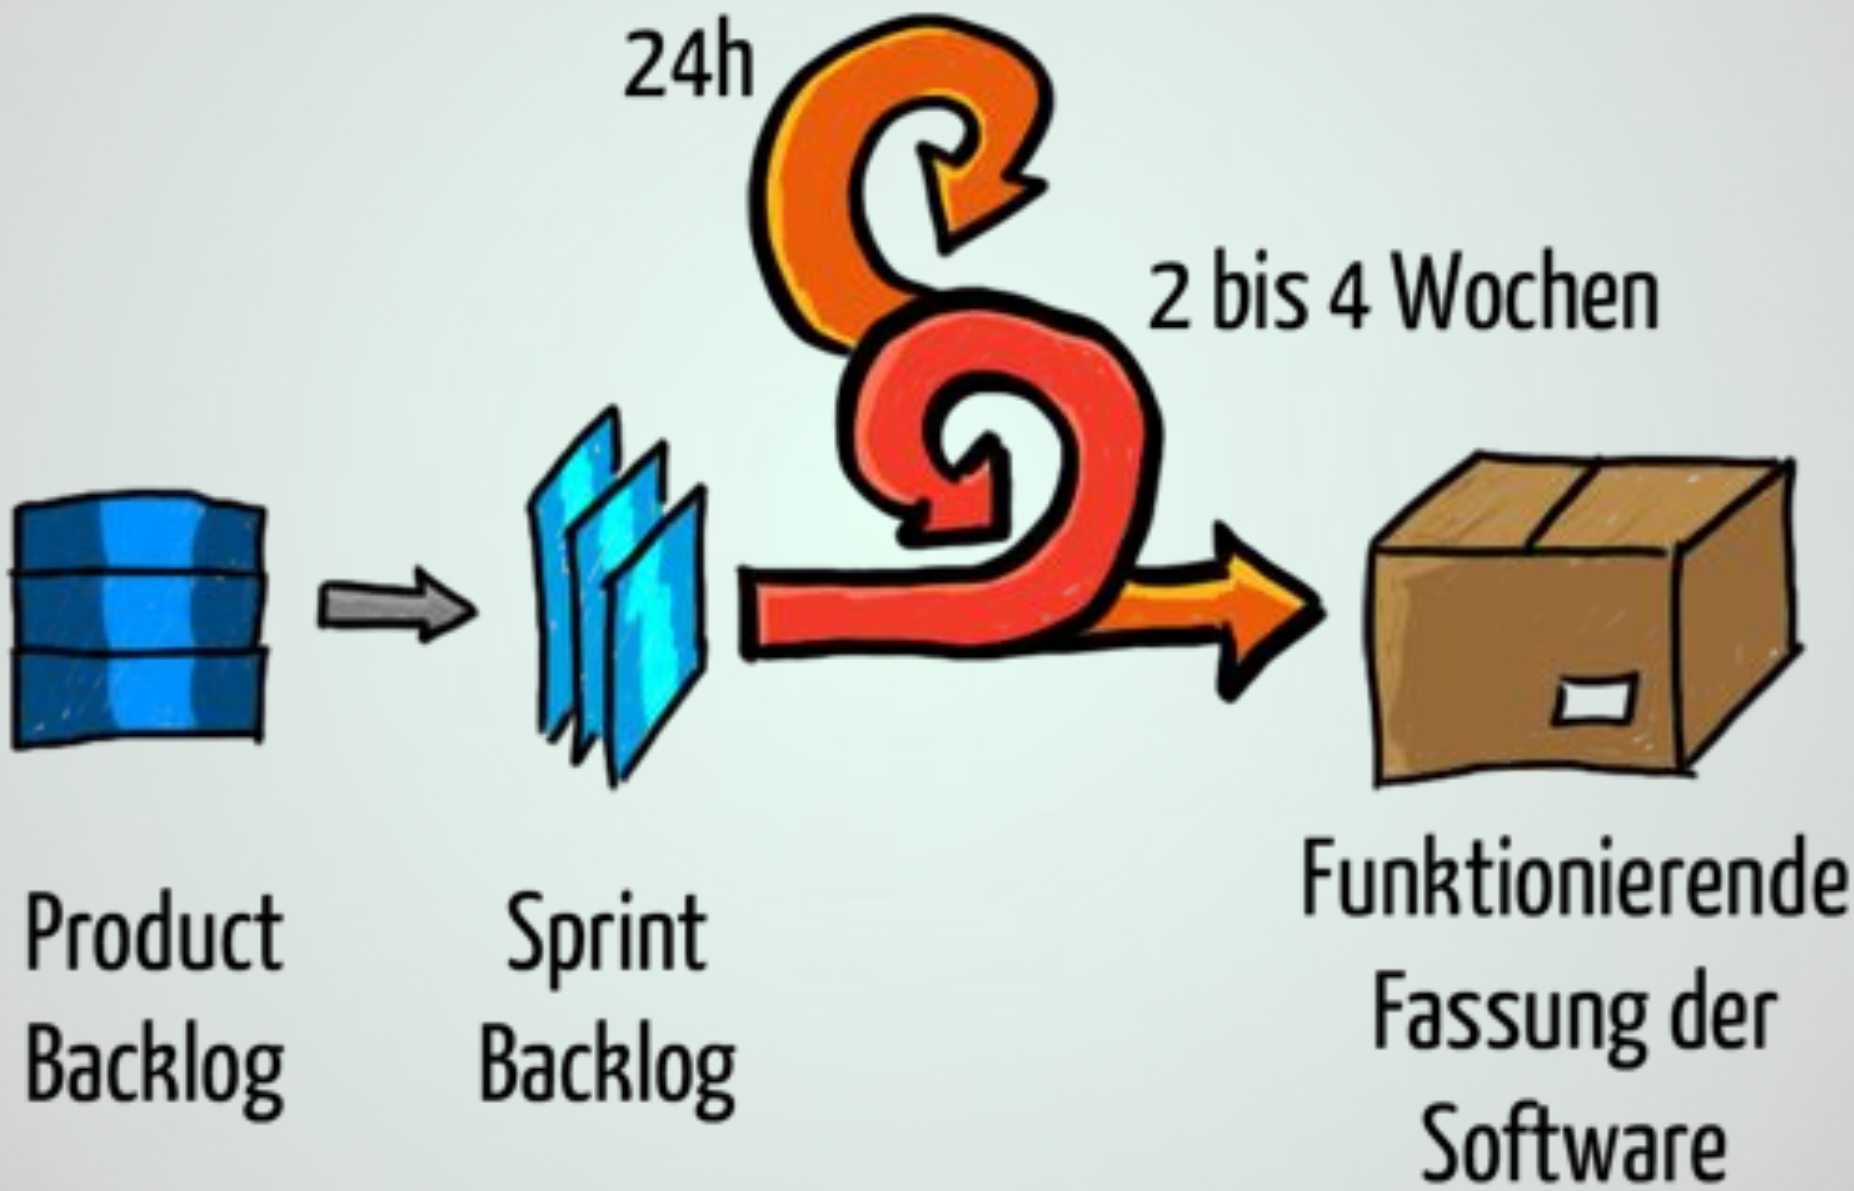 24h
2 bis 4 Wochen
Product
Backlog
Sprint
Backlog
Funktionierende
Fassung der
Software